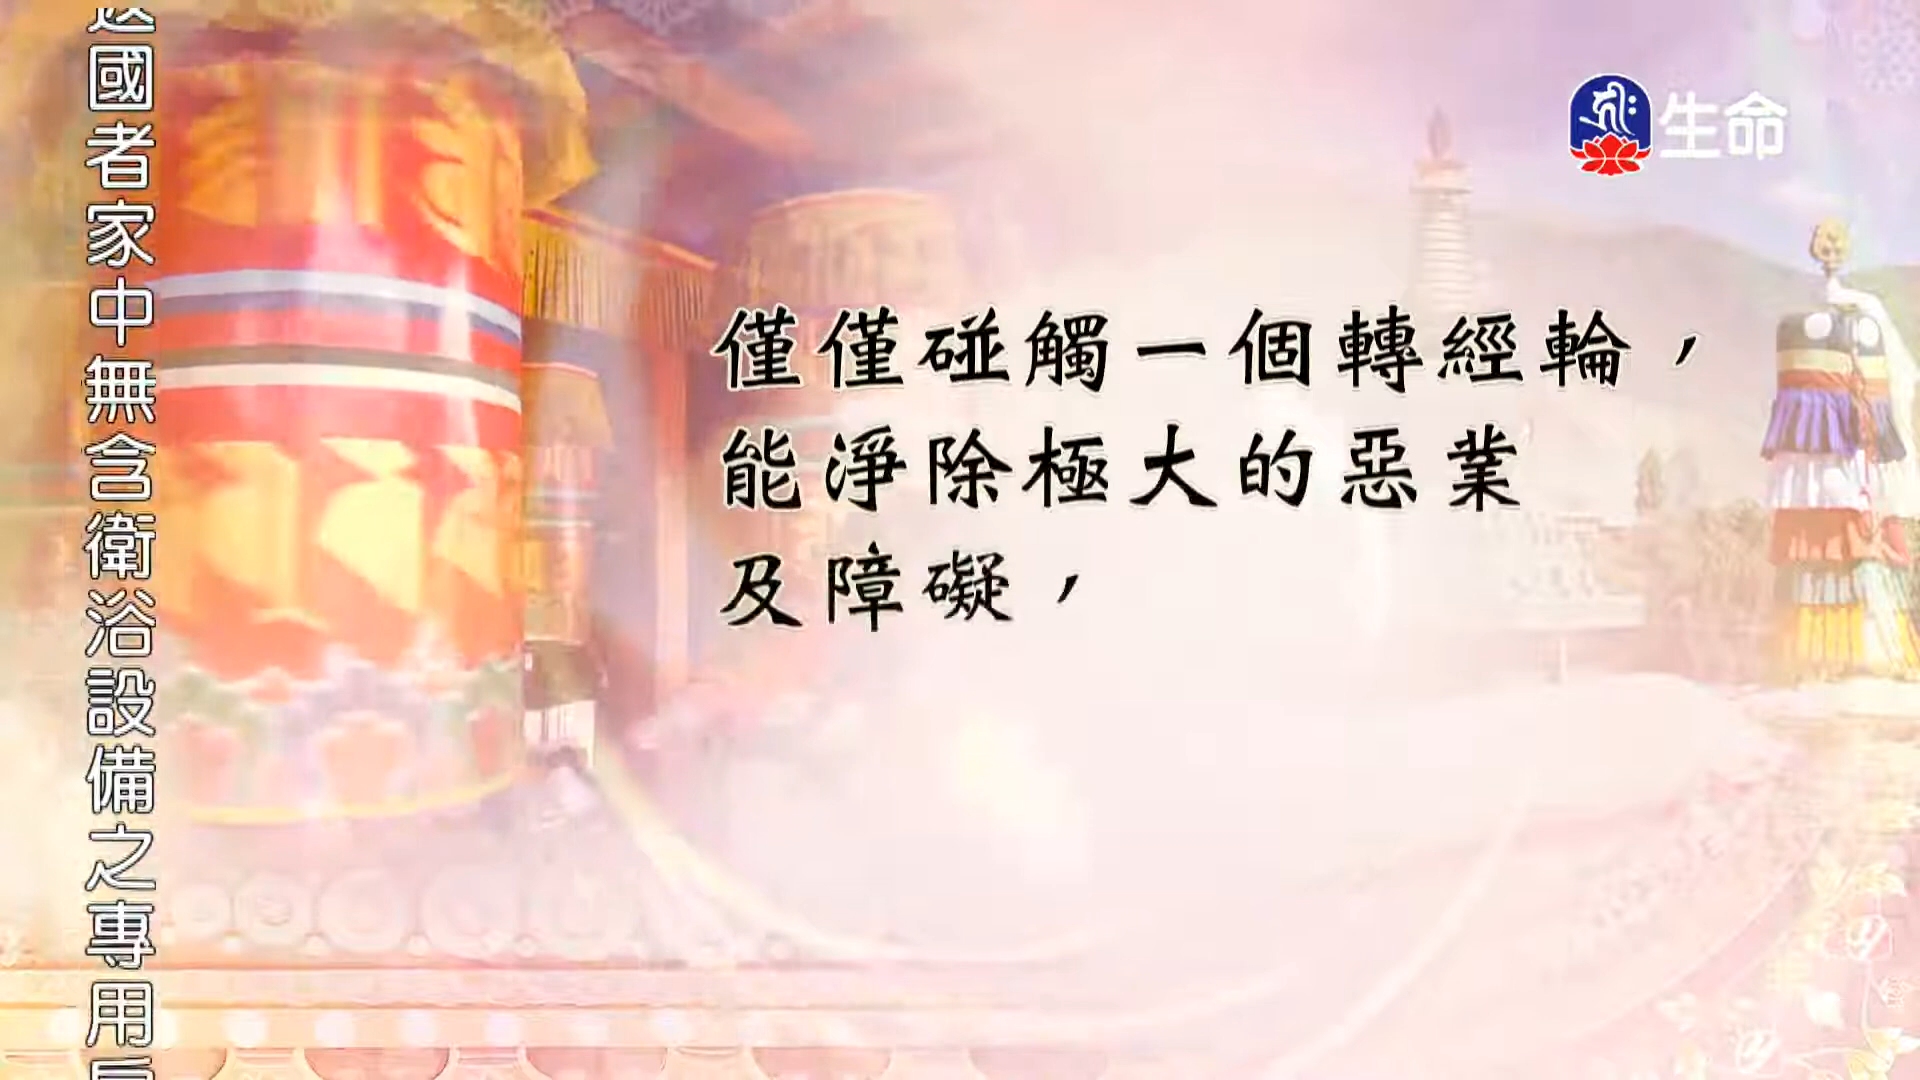 國者家中無含衛浴設備之專用
生命
僅僅碰觸一個轉經輪，
能淨除極大的惡業
及障礙，